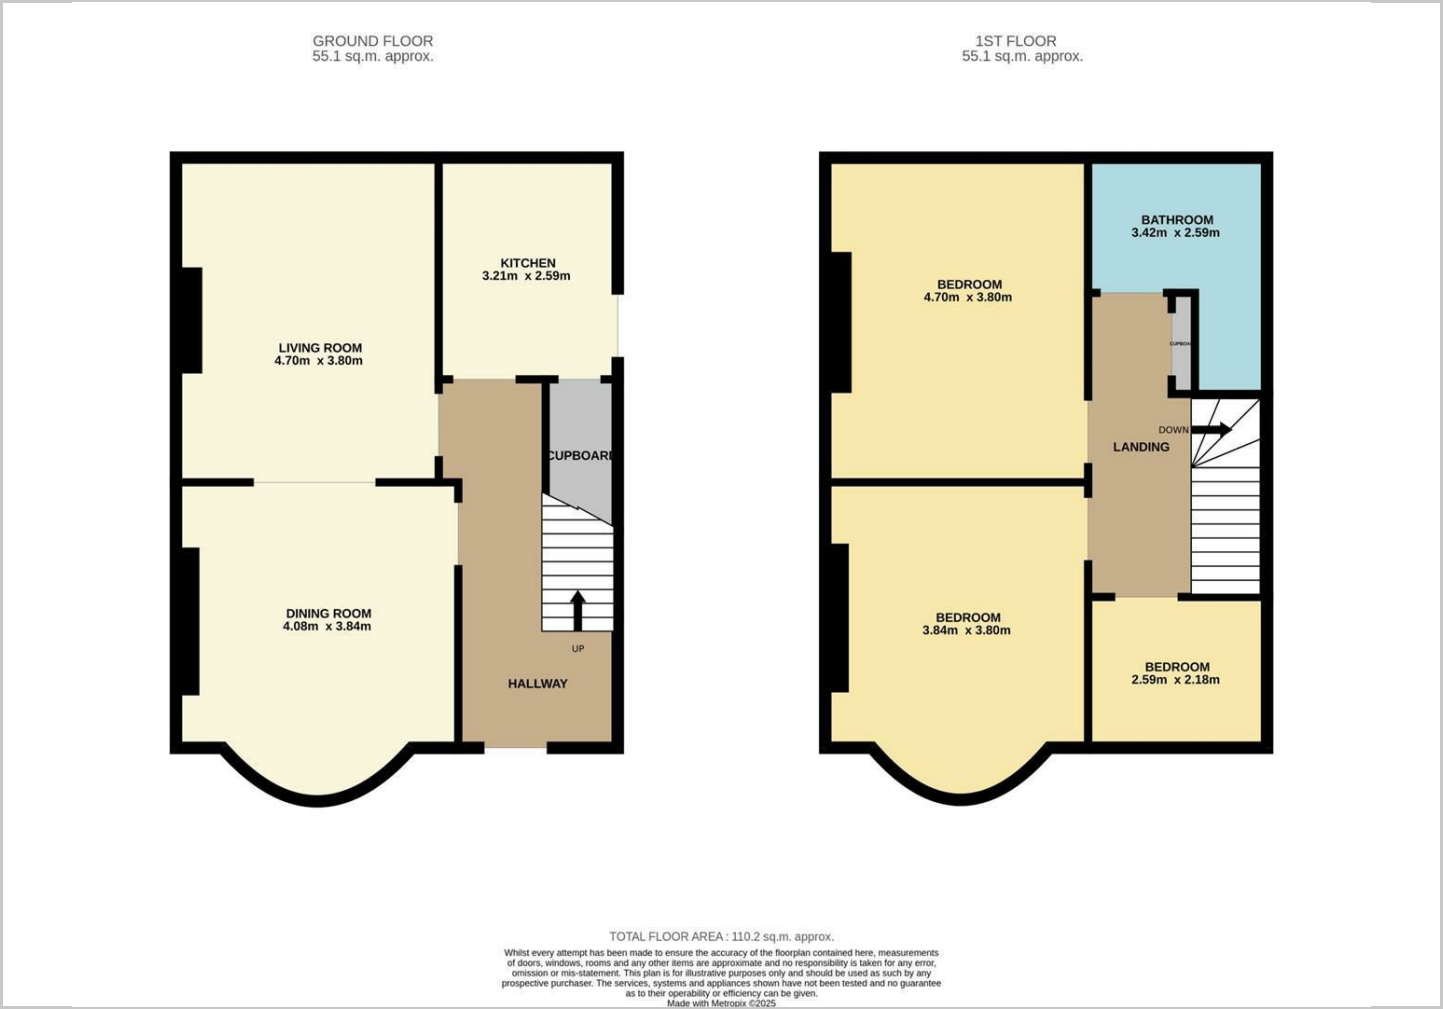 GROUND FLOOR
55.1 sq.m. approx.
1ST FLOOR
55.1 sq.m. approx.
LIVING ROOM
4.70m  x 3.80m
KITCHEN
3.21m  x 2.59m
CUPBOARD
DINING ROOM
4.08m  x 3.84m
UP
HALLWAY
BEDROOM
4.70m  x 3.80m
BATHROOM
3.42m  x 2.59m
CUPBOA
DOWN
LANDING
BEDROOM
3.84m  x 3.80m
BEDROOM
2.59m  x 2.18m
TOTAL FLOOR AREA : 110.2 sq.m. approx.
Whilst every attempt has been made to ensure the accuracy of the floorplan contained here, measurements
of doors, windows, rooms and any other items are approximate and no responsibility is taken for any error,
omission or mis-statement. This plan is for illustrative purposes only and should be used as such by any
prospective purchaser. The services, systems and appliances shown have not been tested and no guarantee
as to their operability or efficiency can be given.
Made with Metropix ©2025